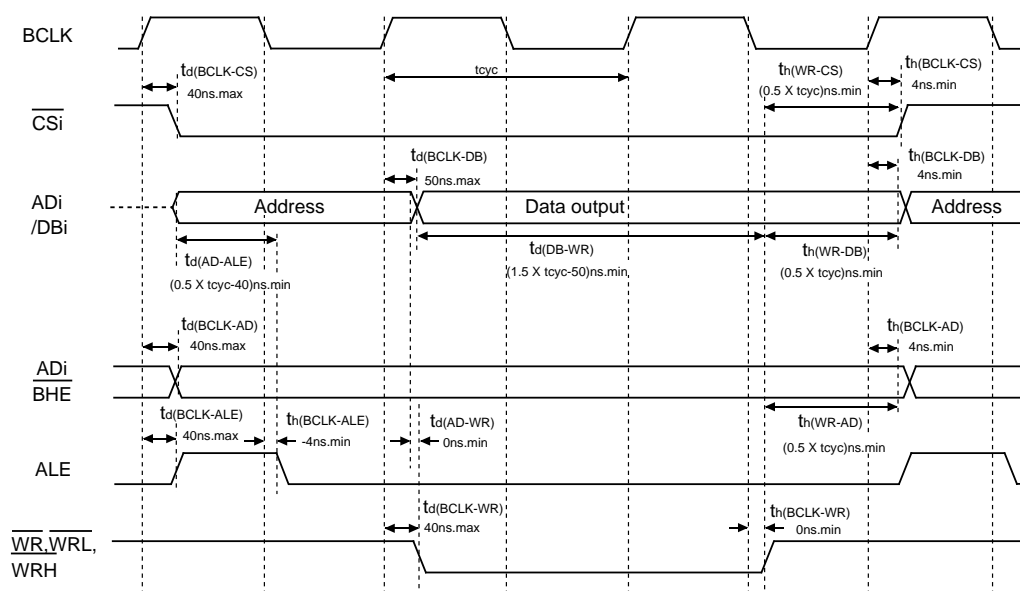 BCLK
td(BCLK-CS)
40ns.max
tcyc
th(WR-CS)
(0.5 X tcyc)ns.min
th(BCLK-CS)
4ns.min
CSi
td(BCLK-DB)
50ns.max
th(BCLK-DB)
4ns.min
ADi
/DBi
Address
Data output
Address
td(AD-ALE)
(0.5 X tcyc-40)ns.min
td(DB-WR)
(1.5 X tcyc-50)ns.min
th(WR-DB)
(0.5 X tcyc)ns.min
td(BCLK-AD)
40ns.max
th(BCLK-AD)
4ns.min
ADi
BHE
td(BCLK-ALE)
40ns.max
th(BCLK-ALE)
-4ns.min
td(AD-WR)
0ns.min
th(WR-AD)
(0.5 X tcyc)ns.min
ALE
td(BCLK-WR)
40ns.max
th(BCLK-WR)
0ns.min
WR,WRL,
WRH